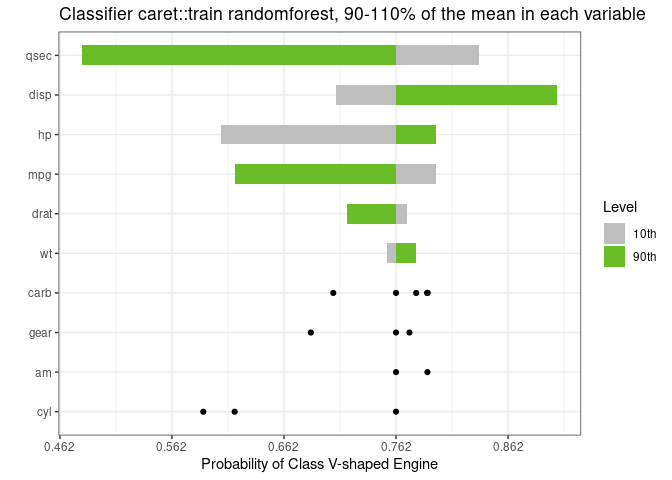 Classifier caret::train randomforest, 90-110% of the mean in each variable
qsec
disp
hp
mpg
drat
wt
carb
gear
am
cyl
0.462 0.562 0.662 0.762 0.862
Probability of Class V-shaped Engine
Level
10th
90th